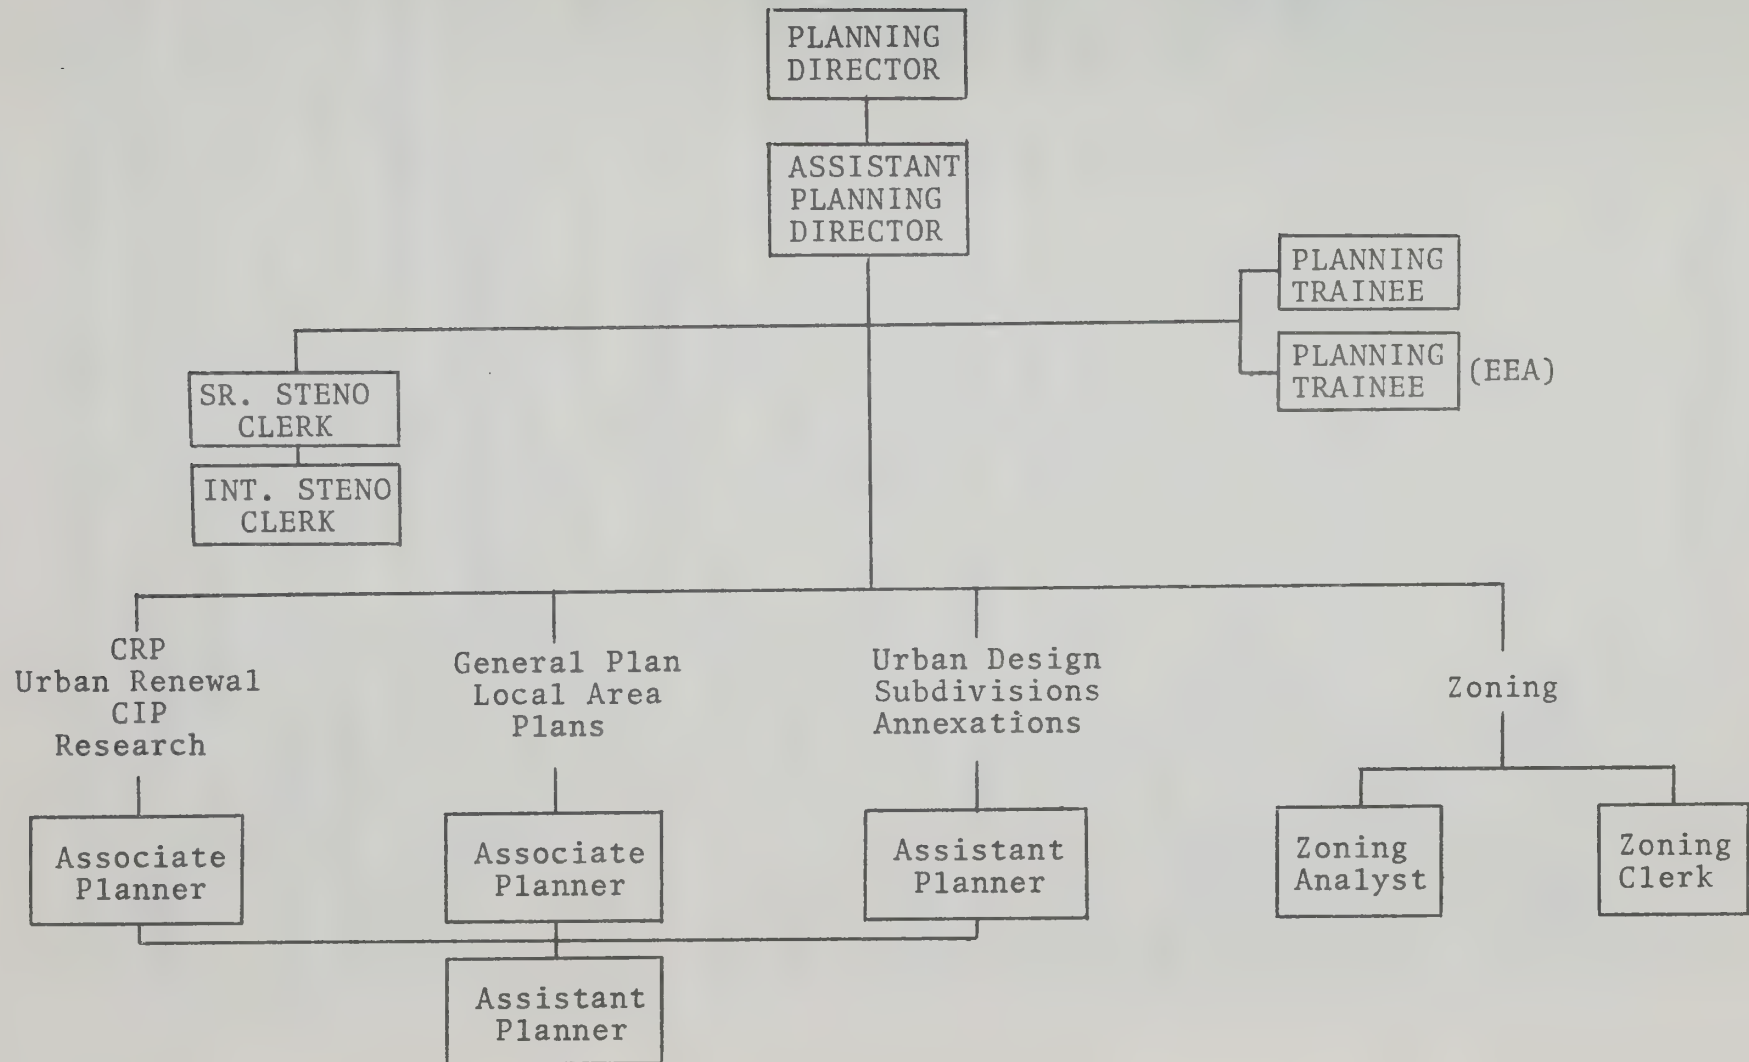 PLANNING
DIRECTOR
ASSISTANT
PLANNING
DIRECTOR
PLANNING
TRAINEE
PLANNING
TRAINEE
(EEA)
SR. STENO
CLERK
INT. STENO
CLERK
CRP
Urban Renewal
CIP
Research
General Plan
Local Area
Plans
Urban Design
Subdivisions
Annexations
Zoning
Associate
Planner
Associate
Planner
Assistant
Planner
Zoning
Analyst
Zoning
Clerk
Assistant
Planner